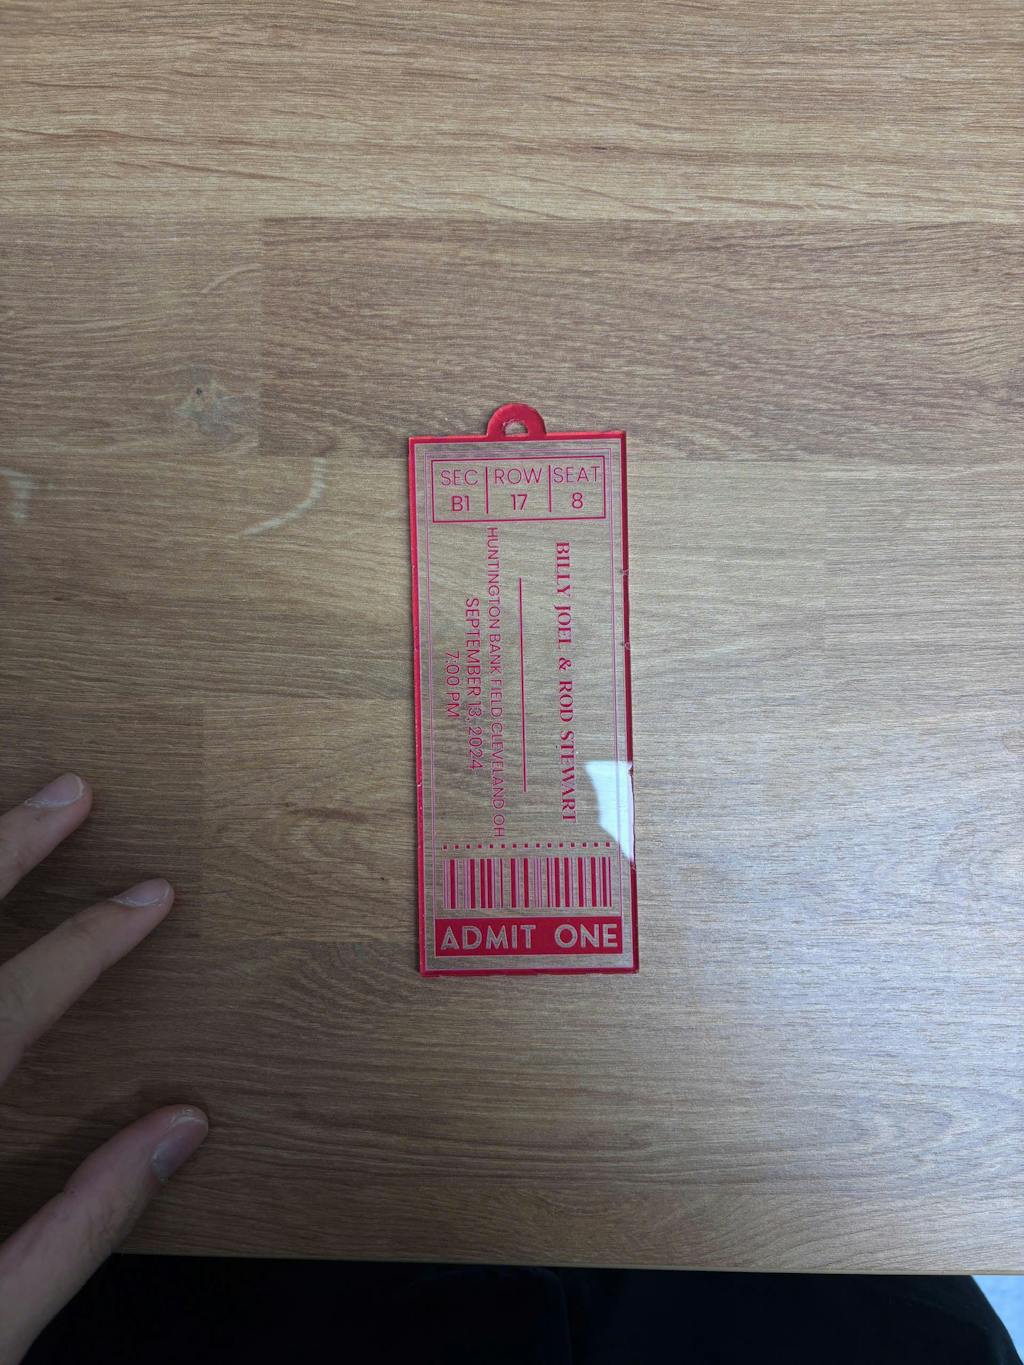 SEC ROW SEAT
B1 17 8
BILLY JOEL & ROD STEWART
HUNTINGTON BANK FIELD CLEVELAND OH
SEPTEMBER 13, 2024
7:00 PM
ADMIT ONE